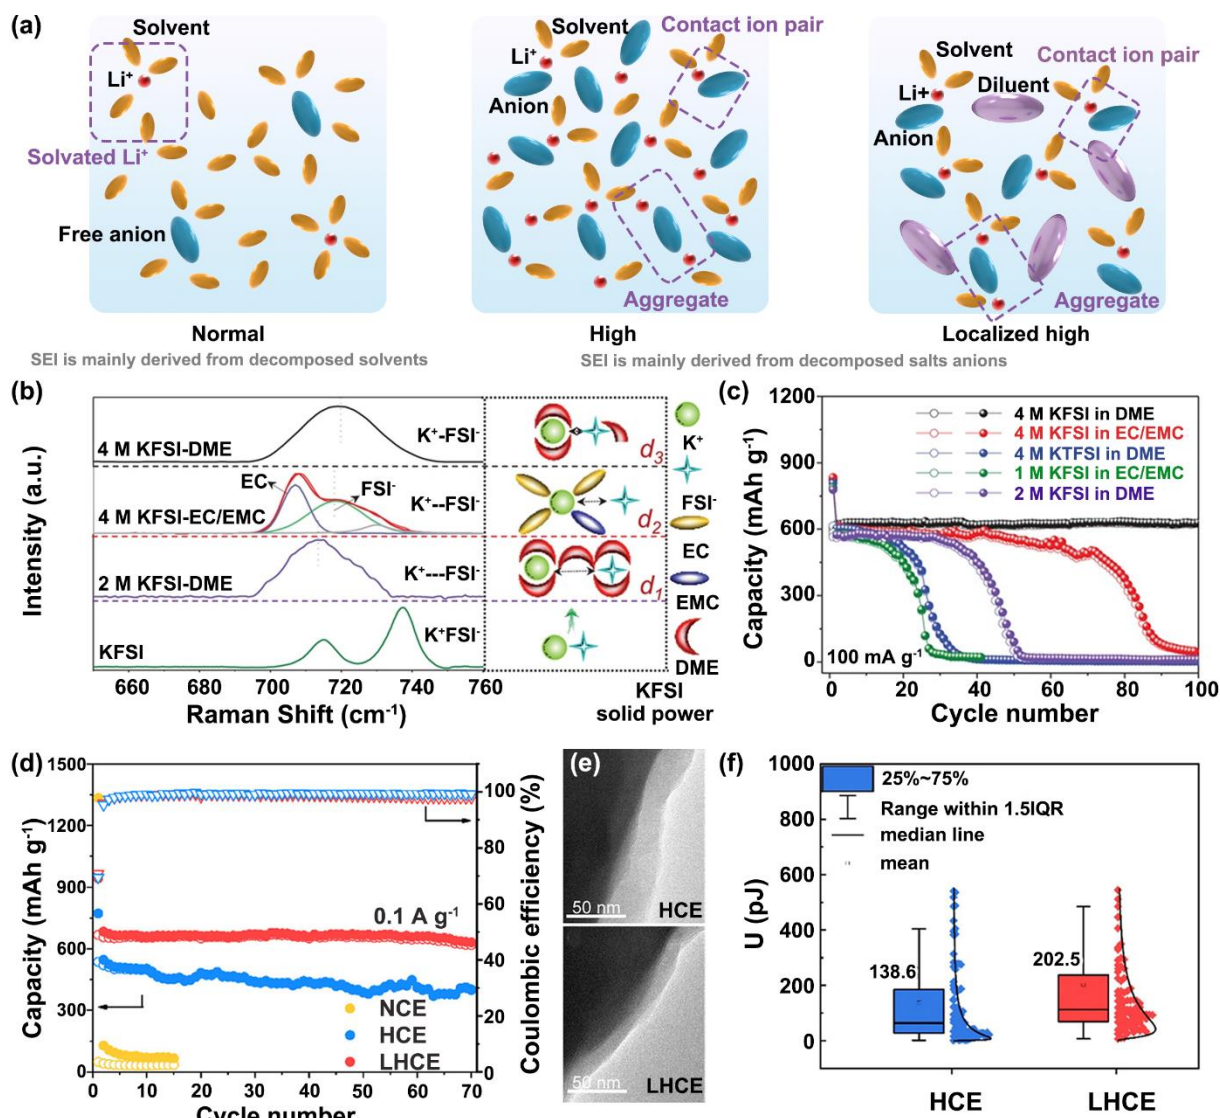 (a)
Solvent
Li⁺
Solvated Li⁺
Free anion
Normal
SEI is mainly derived from decomposed solvents
Solvent
Contact ion pair
Li⁺
Anion
Aggregate
High
Solvent
Contact ion pair
Li+
Diluent
Anion
Aggregate
Localized high
SEI is mainly derived from decomposed salts anions
(b)
Intensity (a.u.)
4 M KFSI-DME
K⁺-FSI⁻
EC
FSI⁻
4 M KFSI-EC/EMC
K⁺--FSI⁻
2 M KFSI-DME
K⁺---FSI⁻
KFSI
K⁺FSI⁻
660 680 700 720 740 760
Raman Shift (cm⁻¹)
d₃
d₂
d₁
K⁺
FSI⁻
EC
EMC
DME
KFSI
solid power
(c)
Capacity (mAh g⁻¹)
1200
900
600
300
0
4 M KFSI in DME
4 M KFSI in EC/EMC
4 M KTFSI in DME
1 M KFSI in EC/EMC
2 M KFSI in DME
100 mA g⁻¹
0 20 40 60 80 100
Cycle number
(d)
Capacity (mAh g⁻¹)
1500
1200
900
600
300
0
100
80
60
40
20
0
Coulombic efficiency (%)
0.1 A g⁻¹
NCE
HCE
LHCE
0 10 20 30 40 50 60 70
Cycle number
(e)
50 nm
HCE
50 nm
LHCE
(f)
U (pJ)
1000
800
600
400
200
0
25%~75%
Range within 1.5IQR
median line
mean
138.6
202.5
HCE
LHCE